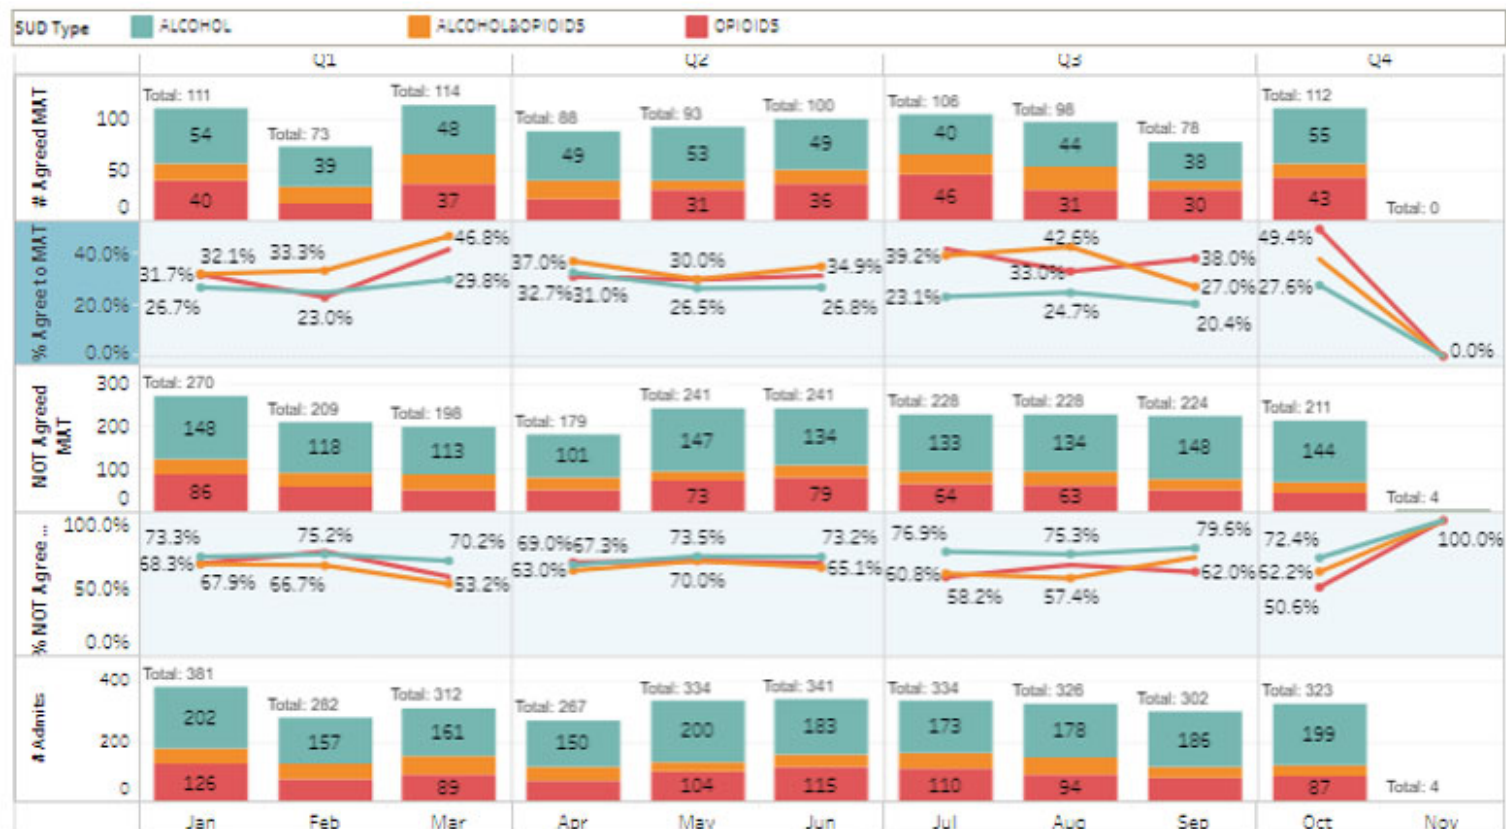 SUD Type ALCOHOL ALCOHOL&OPIOIDS OPIOIDS
Q1 Q2 Q3 Q4
# Agreed MAT
100
50
0
Total: 111 Total: 73 Total: 114 Total: 88 Total: 93 Total: 100 Total: 106 Total: 98 Total: 78 Total: 112 Total: 0
54 39 48 49 53 49 40 44 38 55
40 37 31 36 46 31 30 43
% Agree to MAT
40.0%
20.0%
0.0%
31.7% 32.1% 33.3% 46.8% 37.0% 30.0% 34.9% 39.2% 42.6% 38.0% 49.4%
26.7% 23.0% 29.8% 32.7% 31.0% 26.5% 26.8% 23.1% 33.0% 24.7% 27.0% 20.4% 27.6% 0.0%
NOT Agreed
MAT
300
200
100
0
Total: 270 Total: 209 Total: 198 Total: 179 Total: 241 Total: 241 Total: 228 Total: 228 Total: 224 Total: 211 Total: 4
148 118 113 101 147 134 133 134 148 144
86 73 79 64 63
% NOT Agree ...
100.0%
50.0%
0.0%
73.3% 75.2% 70.2% 69.0% 67.3% 73.5% 73.2% 76.9% 75.3% 79.6% 72.4% 100.0%
68.3% 67.9% 66.7% 53.2% 63.0% 70.0% 65.1% 60.8% 58.2% 57.4% 62.0% 62.2% 50.6%
# Admits
400
200
0
Total: 381 Total: 282 Total: 312 Total: 267 Total: 334 Total: 341 Total: 334 Total: 326 Total: 302 Total: 323 Total: 4
202 157 161 150 200 183 173 178 186 199
126 89 104 115 110 94 87
Jan Feb Mar Apr May Jun Jul Aug Sep Oct Nov